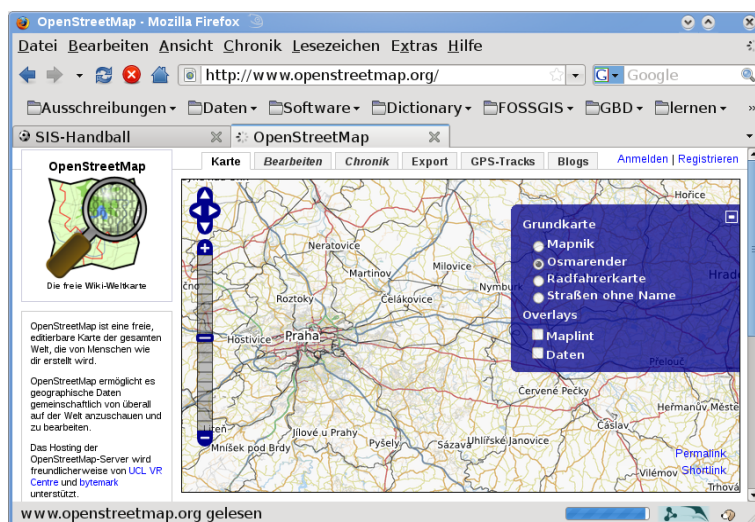 OpenStreetMap - Mozilla Firefox
Datei Bearbeiten Ansicht Chronik Lesezeichen Extras Hilfe
http://www.openstreetmap.org/
G Google
Ausschreibungen Daten Software Dictionary FOSSGIS GBD lernen »
SIS-Handball OpenStreetMap
OpenStreetMap
Die freie Wiki-Weltkarte
OpenStreetMap ist eine freie,
editierbare Karte der gesamten
Welt, die von Menschen wie
dir erstellt wird.
OpenStreetMap ermöglicht es
geographische Daten
gemeinschaftlich von überall
auf der Welt anzuschauen und
zu bearbeiten.
Das Hosting der
OpenStreetMap-Server wird
freundlicherweise von UCL VR
Centre und bytemark
unterstützt.
Karte Bearbeiten Chronik Export GPS-Tracks Blogs
Anmelden | Registrieren
Hořice
Neratovice
Martinov
Milovice
Roztoky
Čelákovice
Nymburk
Hostivice
Praha
Grundkarte
Mapnik
Osmarender
Radfahrerkarte
Straßen ohne Name
Overlays
Maplint
Daten
Hrade
Přelouč
Červené Pečky
Heřmanův Měste
Čáslav
Jílové u Prahy
Mníšek pod Brdy
Pyšely
Sázava
Uhlířské Janovice
Vilémov
Trhová
Permalink
Shortlink
www.openstreetmap.org gelesen